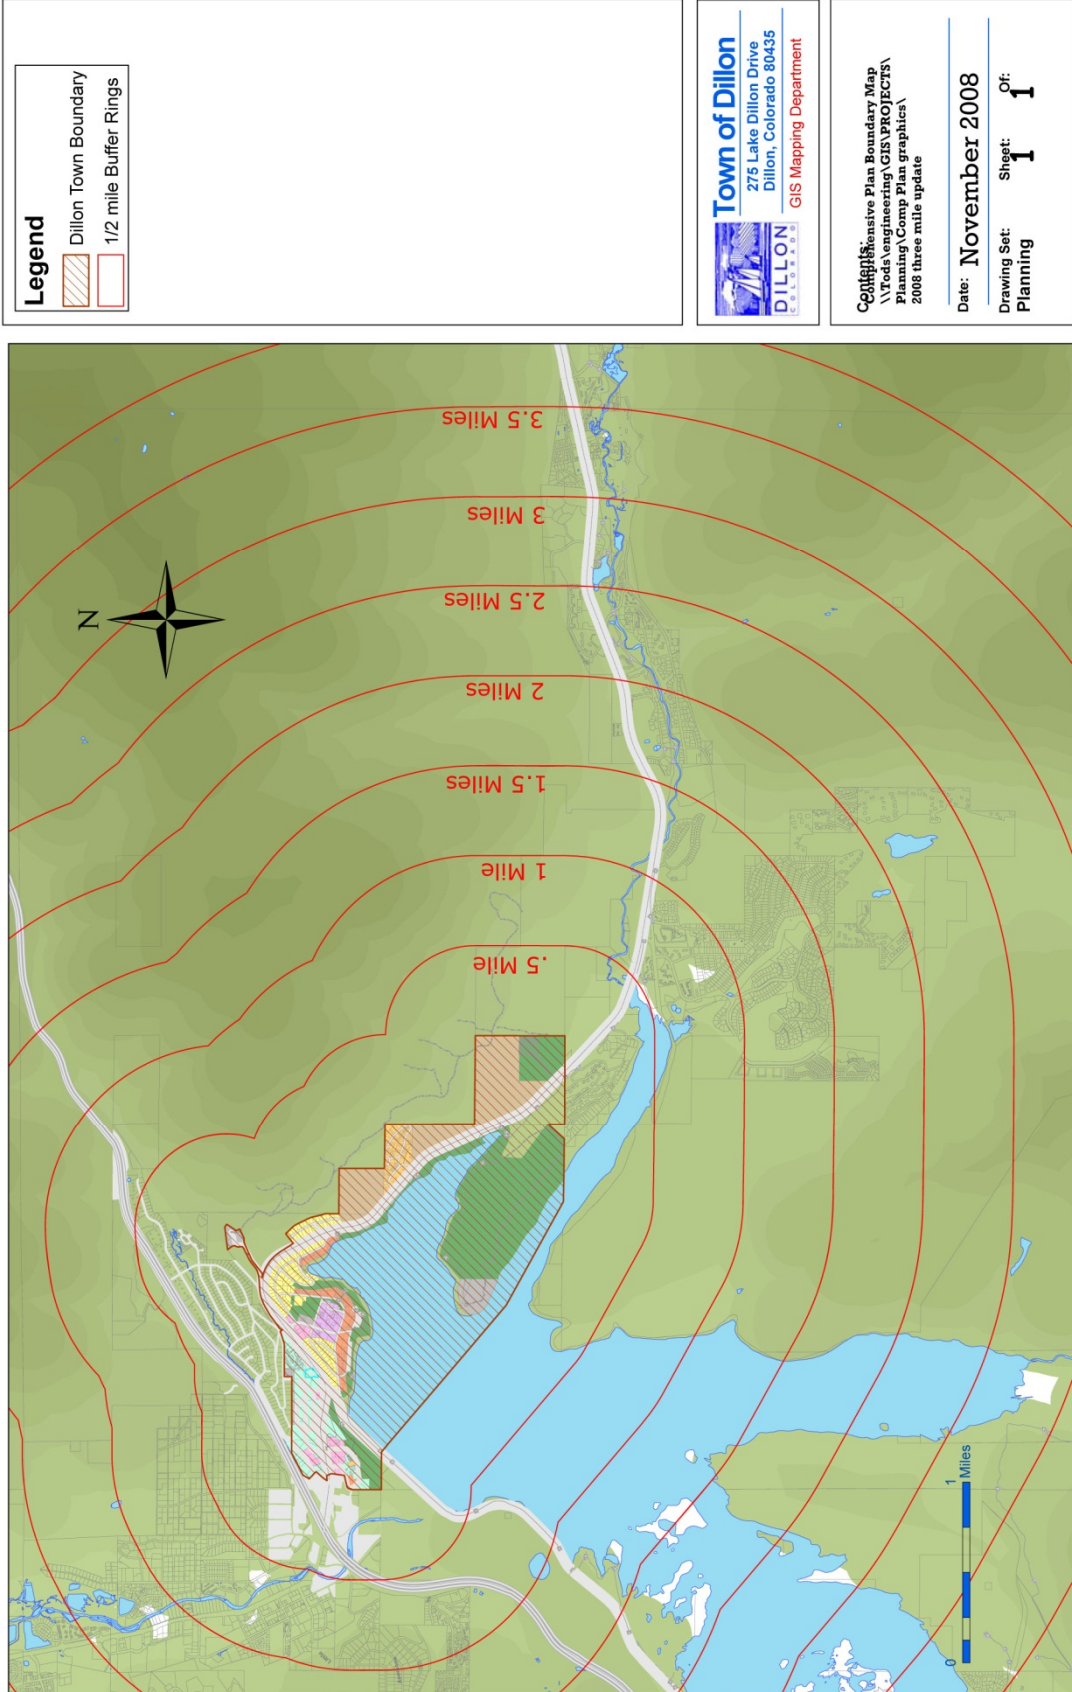 Legend
Dillon Town Boundary
1/2 mile Buffer Rings
Town of Dillon
275 Lake Dillon Drive
Dillon, Colorado 80435
GIS Mapping Department
DILLON
COLORADO
Contents:
Comprehensive Plan Boundary Map
\\Tods\engineering\GIS\PROJECTS\
Planning\Comp Plan graphics\
2008 three mile update
Date: November 2008
Drawing Set: Sheet: Of:
Planning 1 1
N
3.5 Miles
3 Miles
2.5 Miles
2 Miles
1.5 Miles
1 Mile
.5 Mile
0 1
Miles